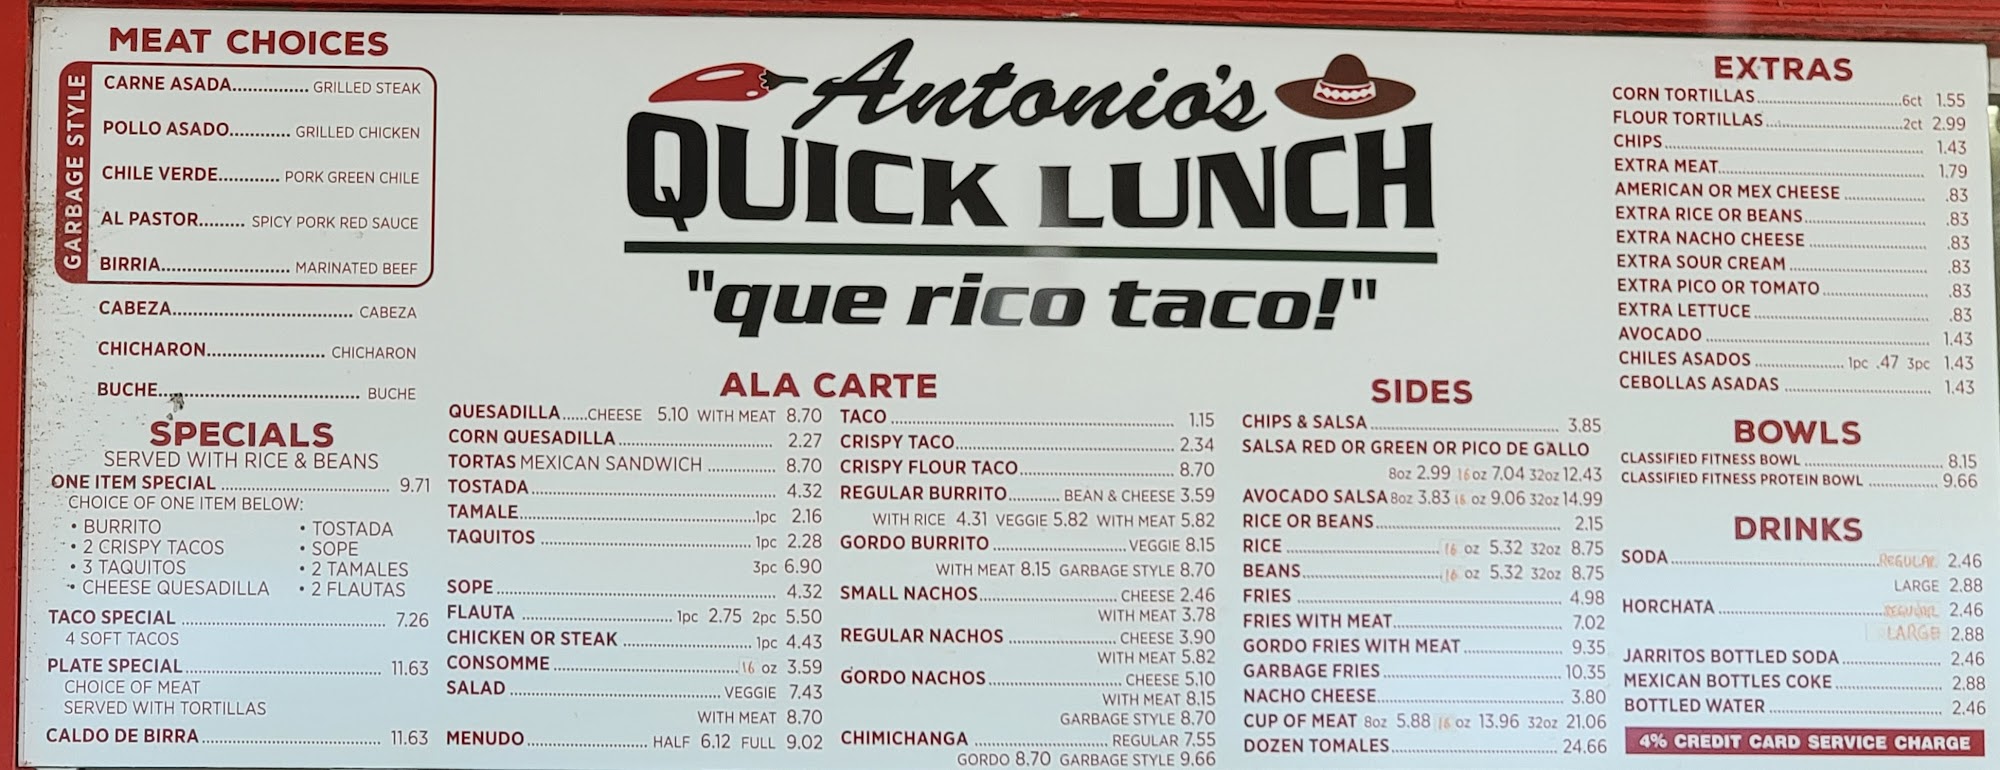 MEAT CHOICES
GARBAGE STYLE
CARNE ASADA............... GRILLED STEAK
POLLO ASADO............ GRILLED CHICKEN
CHILE VERDE............ PORK GREEN CHILE
AL PASTOR......... SPICY PORK RED SAUCE
BIRRIA......................... MARINATED BEEF
CABEZA................................... CABEZA
CHICHARON....................... CHICHARON
BUCHE....................................... BUCHE
SPECIALS
SERVED WITH RICE & BEANS
ONE ITEM SPECIAL .............................. 9.71
CHOICE OF ONE ITEM BELOW:
• BURRITO
• 2 CRISPY TACOS
• 3 TAQUITOS
• CHEESE QUESADILLA
• TOSTADA
• SOPE
• 2 TAMALES
• 2 FLAUTAS
TACO SPECIAL ..................................... 7.26
4 SOFT TACOS
PLATE SPECIAL................................... 11.63
CHOICE OF MEAT
SERVED WITH TORTILLAS
CALDO DE BIRRA................................ 11.63
Antonio's
QUICK LUNCH
"que rico taco!"
ALA CARTE
QUESADILLA......CHEESE 5.10 WITH MEAT 8.70
CORN QUESADILLA .............................. 2.27
TORTAS MEXICAN SANDWICH ............. 8.70
TOSTADA.............................................. 4.32
TAMALE..............................................1pc 2.16
TAQUITOS .......................................... 1pc 2.28
3pc 6.90
SOPE..................................................... 4.32
FLAUTA ............................. 1pc 2.75 2pc 5.50
CHICKEN OR STEAK .......................... 1pc 4.43
CONSOMME....................................16 oz 3.59
SALAD ......................................... VEGGIE 7.43
WITH MEAT 8.70
MENUDO........................ HALF 6.12 FULL 9.02
TACO ..................................................... 1.15
CRISPY TACO.......................................... 2.34
CRISPY FLOUR TACO............................. 8.70
REGULAR BURRITO.......... BEAN & CHEESE 3.59
WITH RICE 4.31 VEGGIE 5.82 WITH MEAT 5.82
GORDO BURRITO ........................... VEGGIE 8.15
WITH MEAT 8.15 GARBAGE STYLE 8.70
SMALL NACHOS............................ CHEESE 2.46
WITH MEAT 3.78
REGULAR NACHOS ...................... CHEESE 3.90
WITH MEAT 5.82
GORDO NACHOS........................... CHEESE 5.10
WITH MEAT 8.15
GARBAGE STYLE 8.70
CHIMICHANGA ........................... REGULAR 7.55
GORDO 8.70 GARBAGE STYLE 9.66
SIDES
CHIPS & SALSA ....................................... 3.85
SALSA RED OR GREEN OR PICO DE GALLO
8oz 2.99 16oz 7.04 32oz 12.43
AVOCADO SALSA 8oz 3.83 16 oz 9.06 32oz 14.99
RICE OR BEANS..................................... 2.15
RICE .............................. 16 oz 5.32 32oz 8.75
BEANS........................... 16 oz 5.32 32oz 8.75
FRIES .................................................... 4.98
FRIES WITH MEAT................................. 7.02
GORDO FRIES WITH MEAT.................... 9.35
GARBAGE FRIES ................................... 10.35
NACHO CHEESE..................................... 3.80
CUP OF MEAT 8oz 5.88 16 oz 13.96 32oz 21.06
DOZEN TOMALES.................................. 24.66
EXTRAS
CORN TORTILLAS..............................6ct 1.55
FLOUR TORTILLAS ............................2ct 2.99
CHIPS.................................................... 1.43
EXTRA MEAT.......................................... 1.79
AMERICAN OR MEX CHEESE ................. .83
EXTRA RICE OR BEANS........................ .83
EXTRA NACHO CHEESE ....................... .83
EXTRA SOUR CREAM ........................... .83
EXTRA PICO OR TOMATO..................... .83
EXTRA LETTUCE................................... .83
AVOCADO ............................................. 1.43
CHILES ASADOS .................. 1pc .47 3pc 1.43
CEBOLLAS ASADAS ............................. 1.43
BOWLS
CLASSIFIED FITNESS BOWL .............................. 8.15
CLASSIFIED FITNESS PROTEIN BOWL ................ 9.66
DRINKS
SODA ..............................................REGULAR 2.46
LARGE 2.88
HORCHATA..................................REGULAR 2.46
LARGE 2.88
JARRITOS BOTTLED SODA.................... 2.46
MEXICAN BOTTLES COKE..................... 2.88
BOTTLED WATER.................................. 2.46
4% CREDIT CARD SERVICE CHARGE